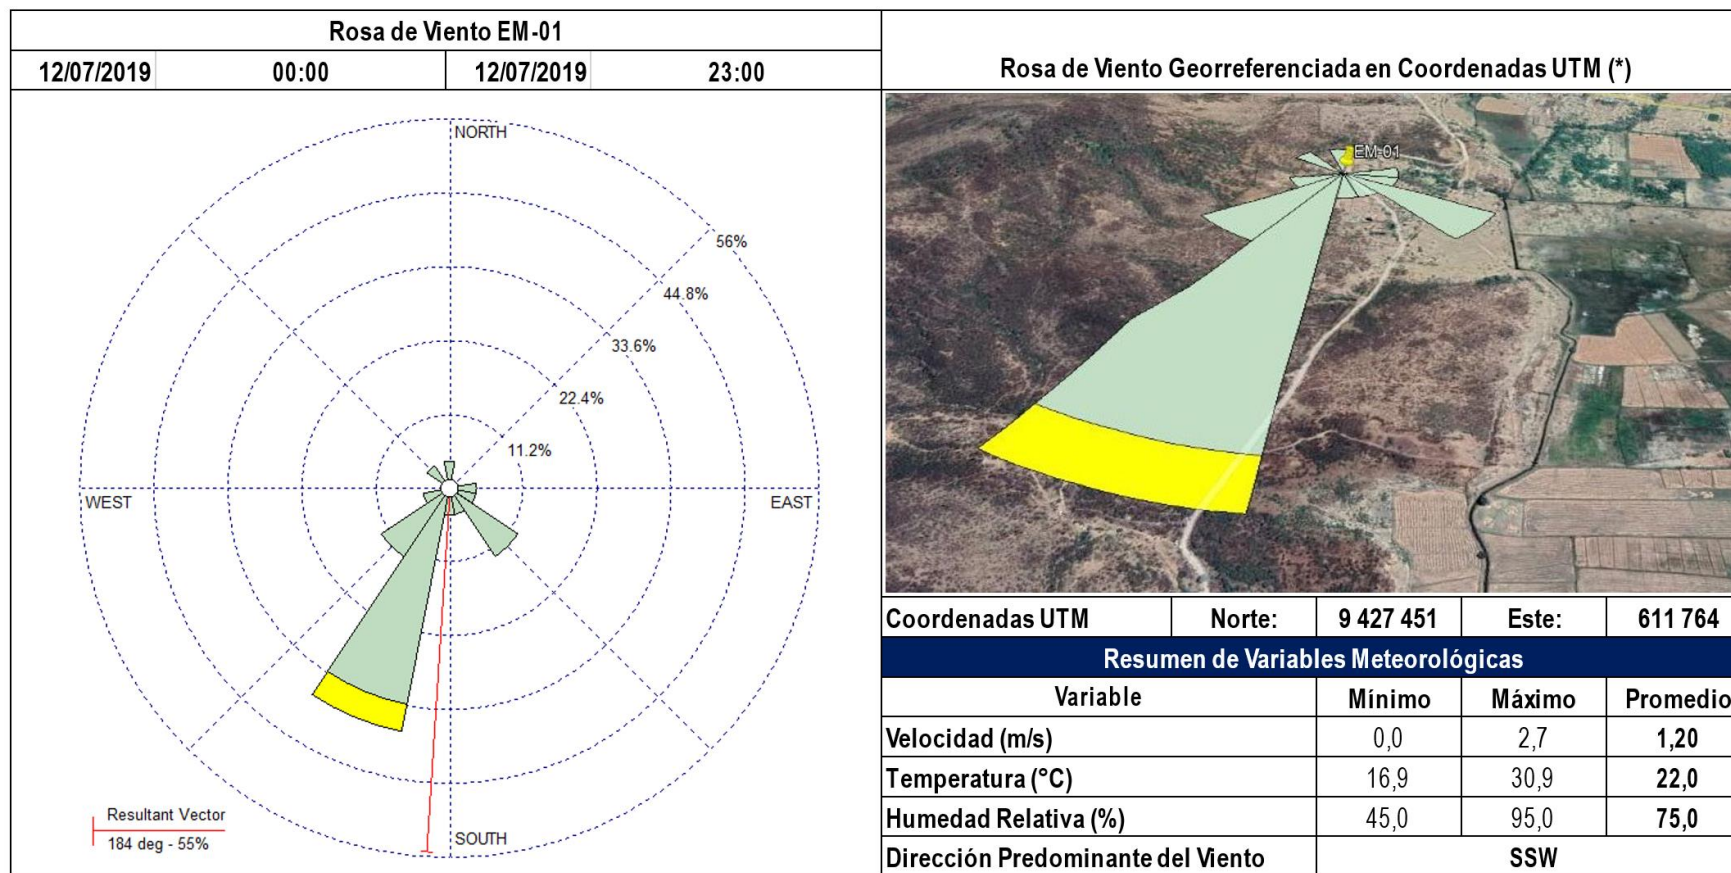 Rosa de Viento EM-01
12/07/2019 00:00 12/07/2019 23:00
NORTH
56%
44.8%
33.6%
22.4%
11.2%
WEST
EAST
SOUTH
Resultant Vector
184 deg - 55%
Rosa de Viento Georreferenciada en Coordenadas UTM (*)
EM-01
Coordenadas UTM Norte: 9 427 451 Este: 611 764
Resumen de Variables Meteorológicas
Variable Mínimo Máximo Promedio
Velocidad (m/s) 0,0 2,7 1,20
Temperatura (°C) 16,9 30,9 22,0
Humedad Relativa (%) 45,0 95,0 75,0
Dirección Predominante del Viento SSW